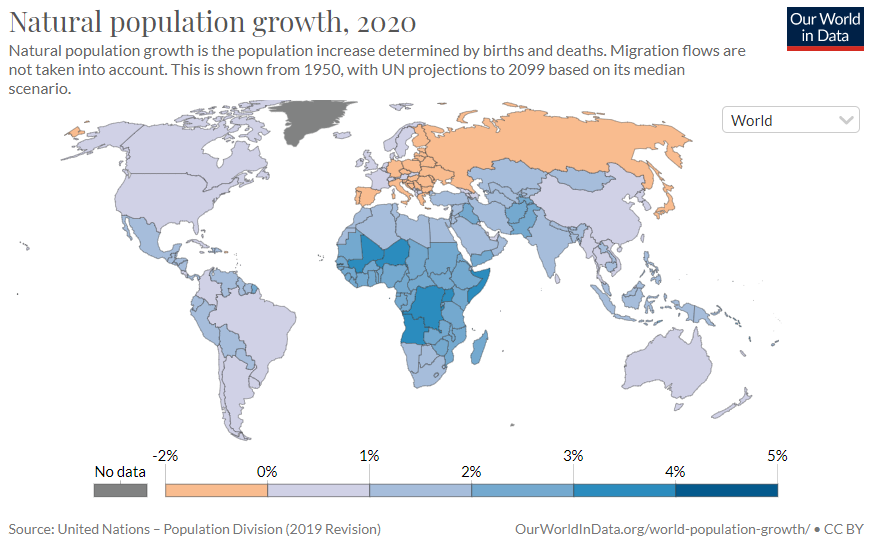 Natural population growth, 2020
Our World
in Data
Natural population growth is the population increase determined by births and deaths. Migration flows are
not taken into account. This is shown from 1950, with UN projections to 2099 based on its median
scenario.
World
No data
-2%
0%
1%
2%
3%
4%
5%
Source: United Nations – Population Division (2019 Revision)
OurWorldInData.org/world-population-growth/ • CC BY